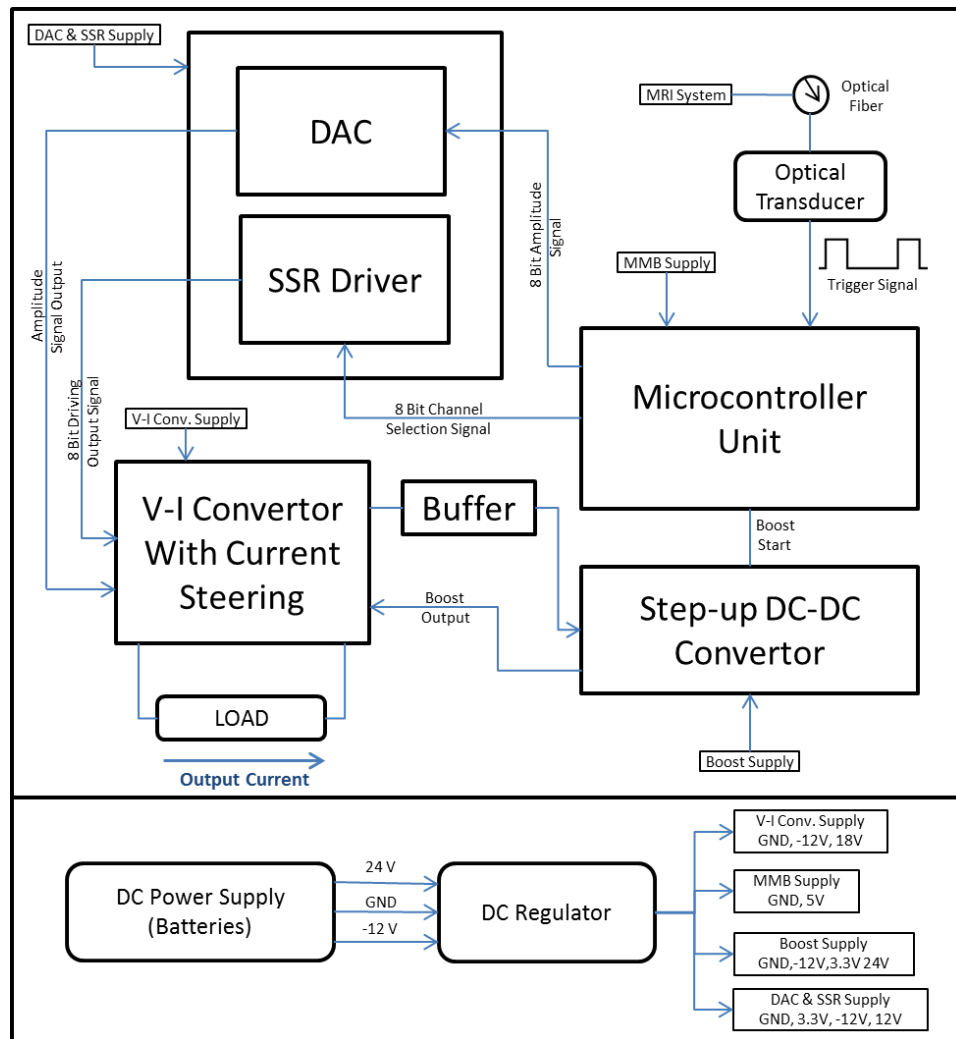 DAC & SSR Supply
DAC
SSR Driver
MRI System
Optical
Fiber
Optical
Transducer
Trigger Signal
MMB Supply
8 Bit Amplitude
Signal
Amplitude
Signal Output
8 Bit Driving
Output Signal
8 Bit Channel
Selection Signal
Microcontroller
Unit
V-I Conv. Supply
V-I Convertor
With Current
Steering
Buffer
Boost
Start
Boost
Output
Step-up DC-DC
Convertor
LOAD
Output Current
Boost Supply
DC Power Supply
(Batteries)
24 V
GND
-12 V
DC Regulator
V-I Conv. Supply
GND, -12V, 18V
MMB Supply
GND, 5V
Boost Supply
GND,-12V,3.3V 24V
DAC & SSR Supply
GND, 3.3V, -12V, 12V